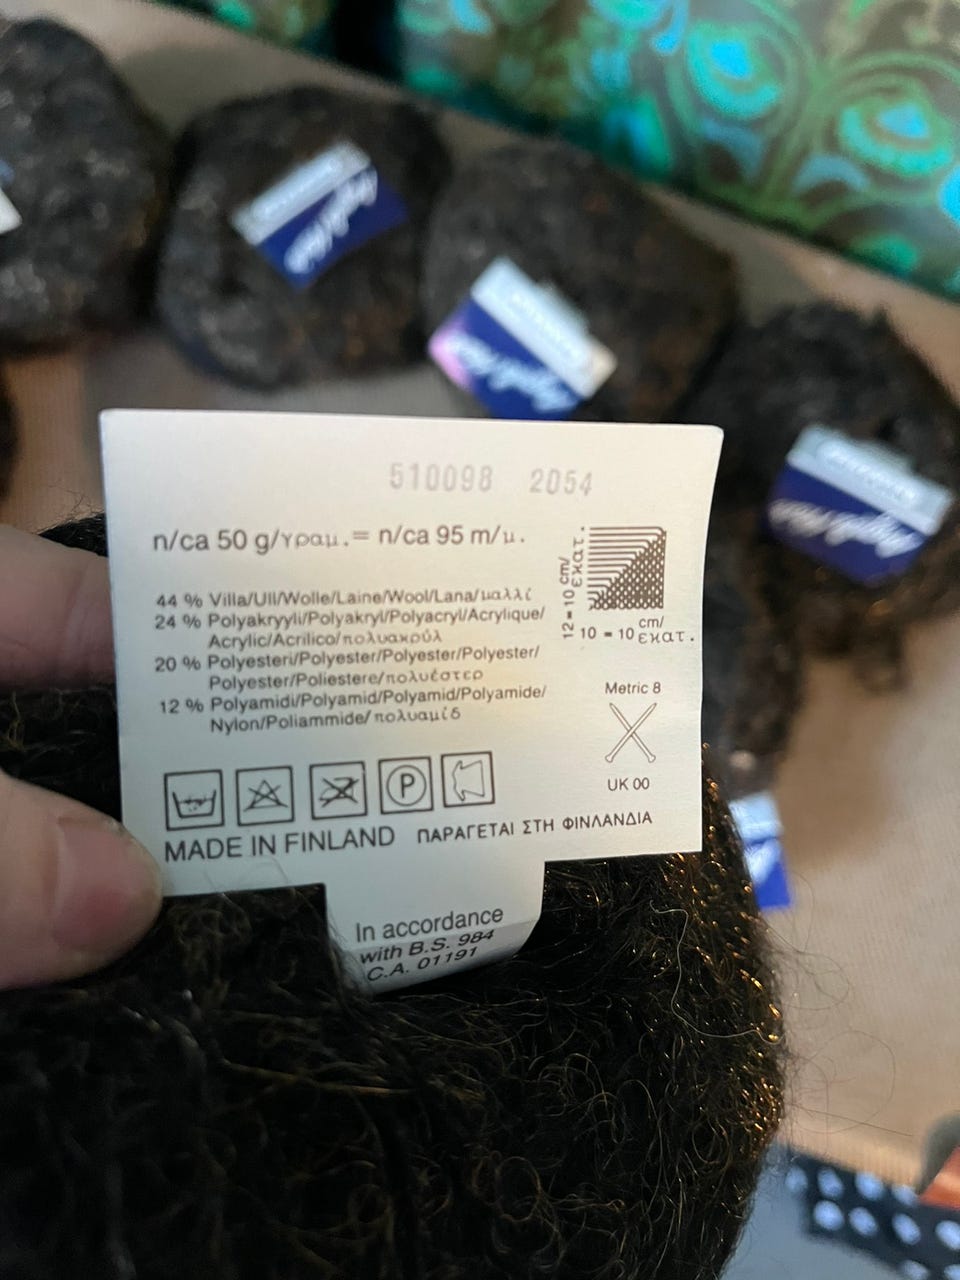 510098 2054
n/ca 50 g/γραμ.= n/ca 95 m/μ.
44 % Villa/Ull/Wolle/Laine/Wool/Lana/μαλλί
24 % Polyakryyli/Polyakryl/Polyacryl/Acrylique/
Acrylic/Acrilico/πολυακρύλ
20 % Polyesteri/Polyester/Polyester/Polyester/
Polyester/Poliestere/πολυέστερ
12 % Polyamidi/Polyamid/Polyamid/Polyamide/
Nylon/Poliammide/πολυαμίδ
12=10 cm/εκατ.
10 = 10 cm/εκατ.
Metric 8
UK 00
P
MADE IN FINLAND ΠΑΡΑΓΕΤΑΙ ΣΤΗ ΦΙΝΛΑΝΔΙΑ
In accordance
with B.S. 984
C.A. 01191